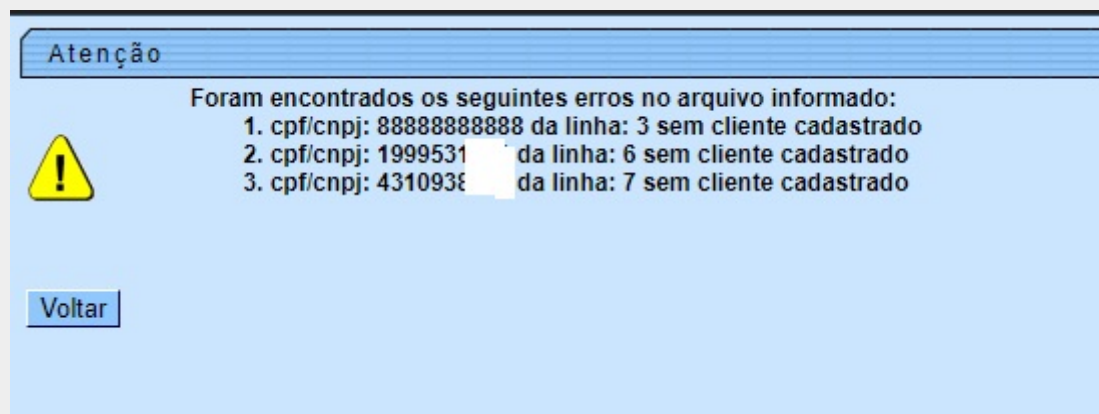 Atenção
Foram encontrados os seguintes erros no arquivo informado:
1. cpf/cnpj: 88888888888 da linha: 3 sem cliente cadastrado
2. cpf/cnpj: 1999531 da linha: 6 sem cliente cadastrado
3. cpf/cnpj: 4310938 da linha: 7 sem cliente cadastrado
Voltar